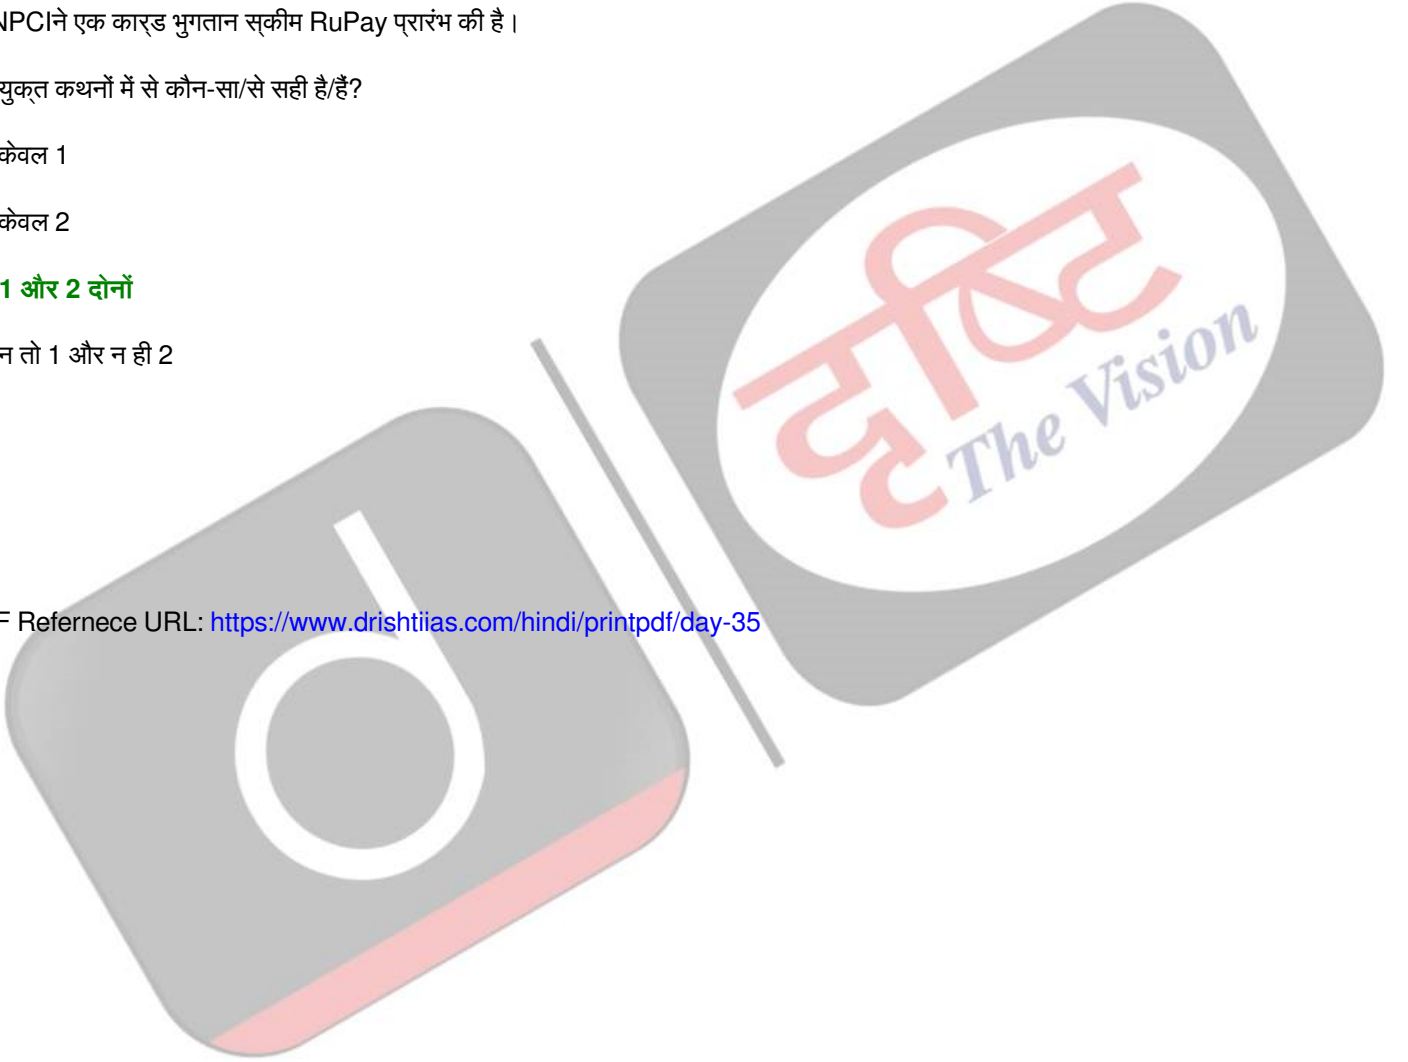 NPCIने एक कार्ड भुगतान स्कीम RuPay प्रारंभ की है।
युक्त कथनों में से कौन-सा/से सही है/हैं?
केवल 1
केवल 2
1 और 2 दोनों
न तो 1 और न ही 2
दृष्टि
The Vision
d
F Refernece URL: https://www.drishtiias.com/hindi/printpdf/day-35